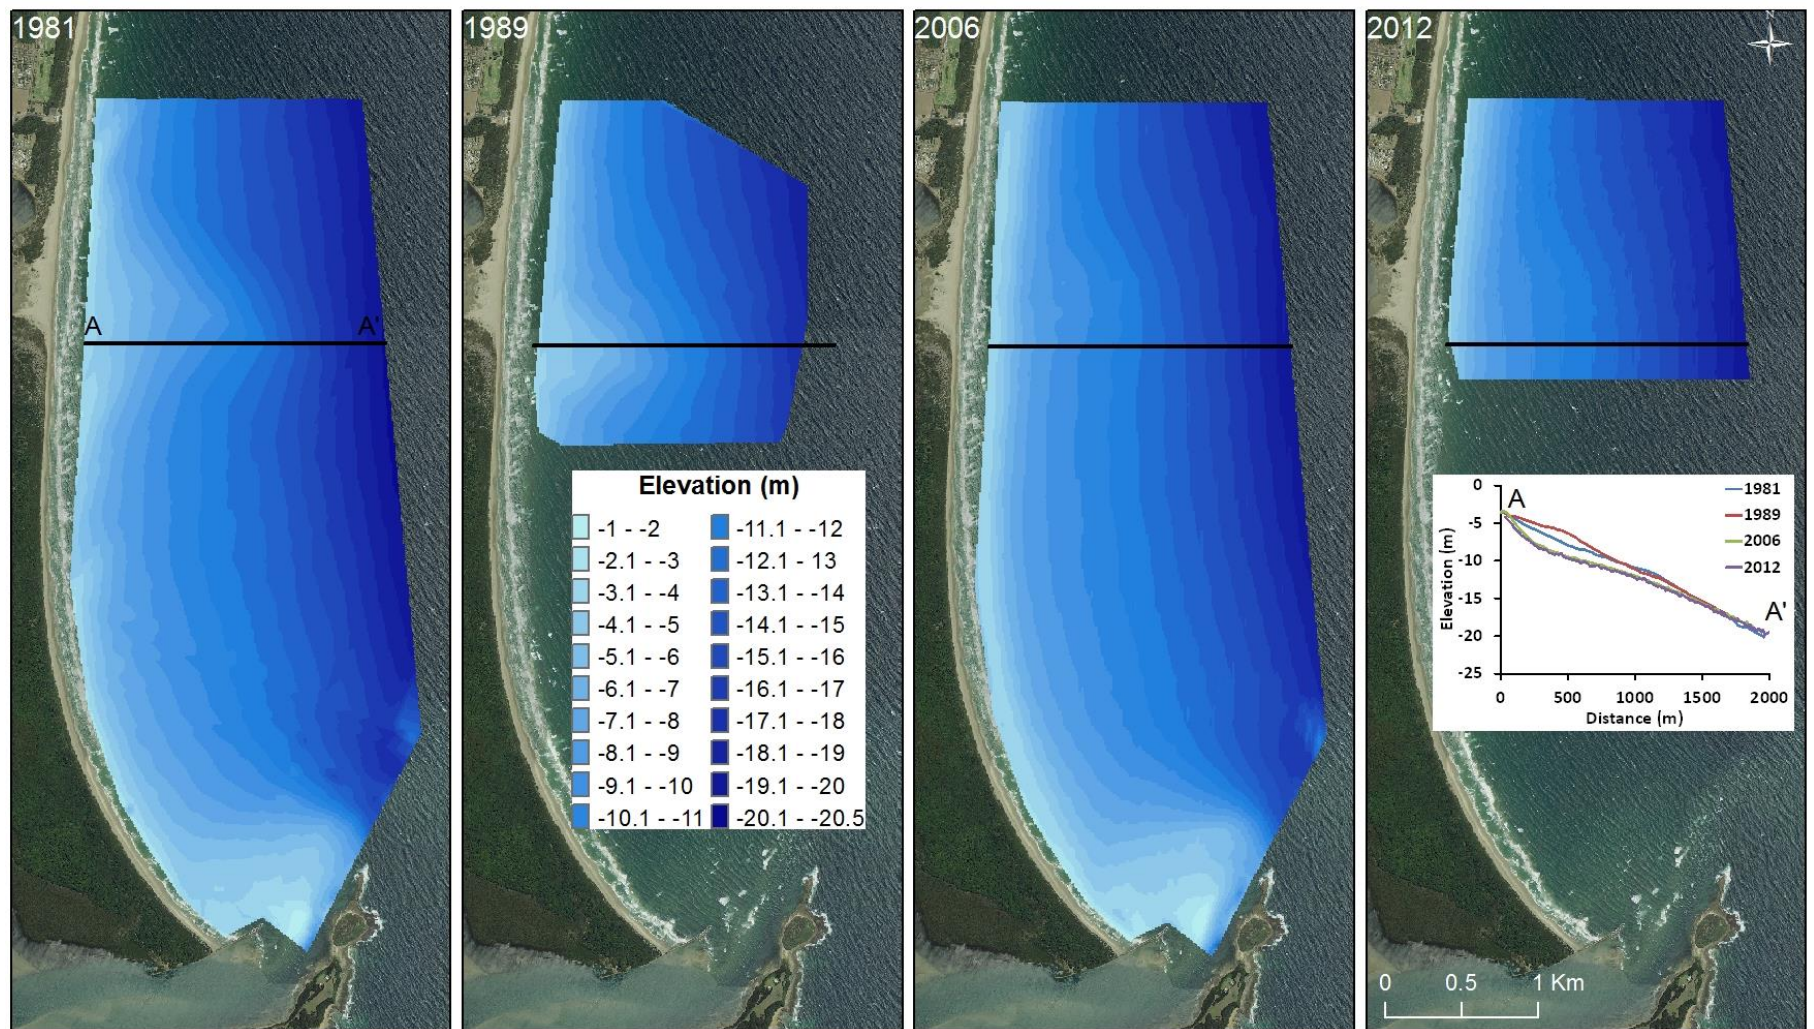 1981
1989
2006
2012
N
A A'
Elevation (m)
-1 - -2
-2.1 - -3
-3.1 - -4
-4.1 - -5
-5.1 - -6
-6.1 - -7
-7.1 - -8
-8.1 - -9
-9.1 - -10
-10.1 - -11
-11.1 - -12
-12.1 - 13
-13.1 - -14
-14.1 - -15
-15.1 - -16
-16.1 - -17
-17.1 - -18
-18.1 - -19
-19.1 - -20
-20.1 - -20.5
Elevation (m)
0
-5
-10
-15
-20
-25
A
A'
1981
1989
2006
2012
0 500 1000 1500 2000
Distance (m)
0 0.5 1 Km